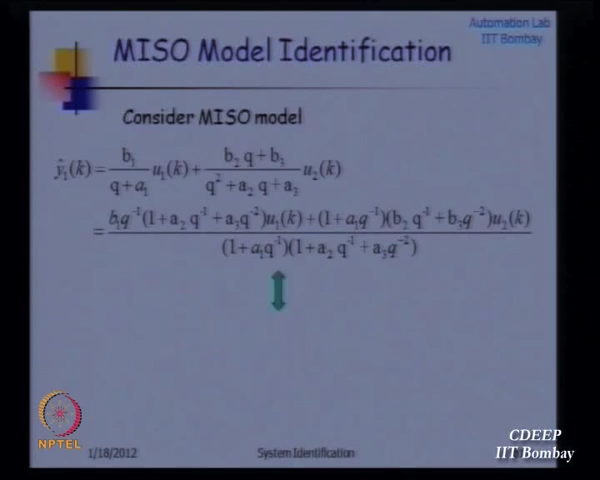 Automation Lab
IIT Bombay
MISO Model Identification
Consider MISO model
ŷ₁(k) = b₁/(q + a₁) u₁(k) + (b₂ q + b₃)/(q² + a₂ q + a₃) u₂(k)
= (b₁q⁻¹(1 + a₂ q⁻¹ + a₃q⁻²)u₁(k) + (1 + a₁q⁻¹)(b₂ q⁻¹ + b₃q⁻²)u₂(k))/((1 + a₁q⁻¹)(1 + a₂ q⁻¹ + a₃q⁻²))
NPTEL
1/18/2012
System Identification
CDEEP
IIT Bombay